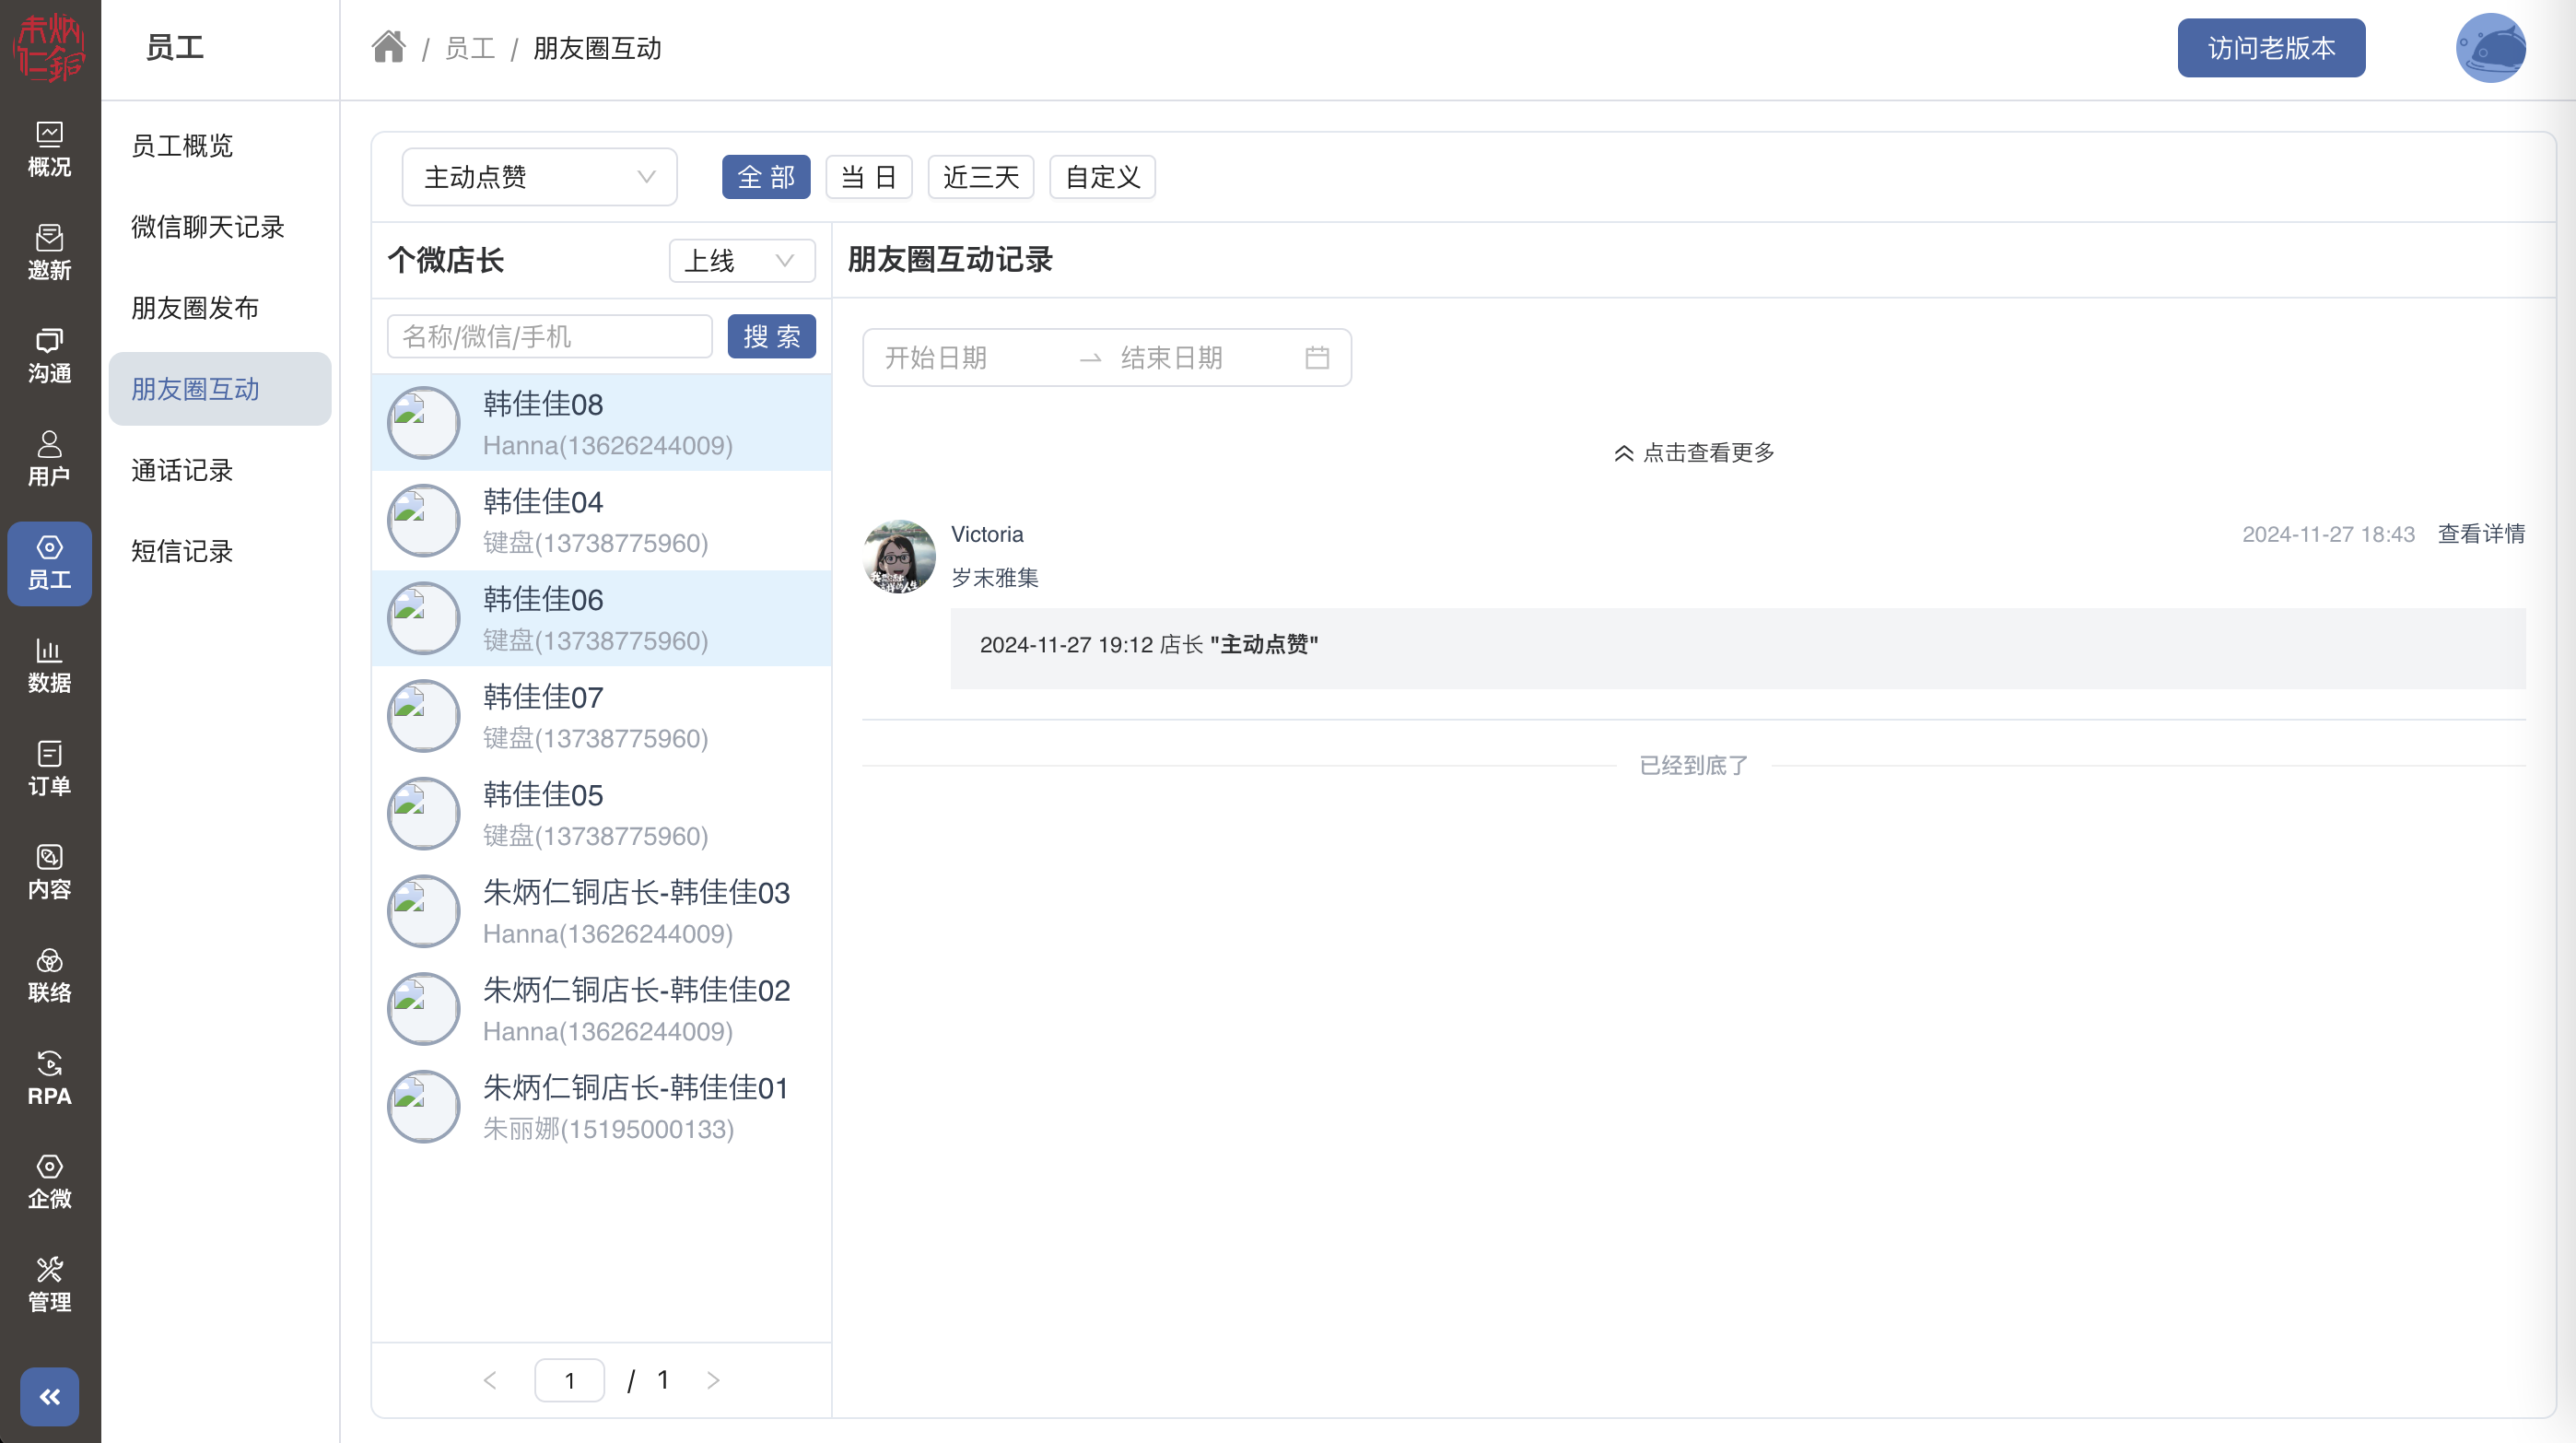 朱炳
仁銅
概况
邀新
沟通
用户
员工
数据
订单
内容
联络
RPA
企微
管理
员工
员工概览
微信聊天记录
朋友圈发布
朋友圈互动
通话记录
短信记录
/ 员工 / 朋友圈互动
访问老版本
主动点赞
全 部
当 日
近三天
自定义
个微店长
上线
名称/微信/手机
搜 索
韩佳佳08
Hanna(13626244009)
韩佳佳04
键盘(13738775960)
韩佳佳06
键盘(13738775960)
韩佳佳07
键盘(13738775960)
韩佳佳05
键盘(13738775960)
朱炳仁铜店长-韩佳佳03
Hanna(13626244009)
朱炳仁铜店长-韩佳佳02
Hanna(13626244009)
朱炳仁铜店长-韩佳佳01
朱丽娜(15195000133)
1 / 1
朋友圈互动记录
开始日期
结束日期
点击查看更多
Victoria
2024-11-27 18:43 查看详情
岁末雅集
2024-11-27 19:12 店长 "主动点赞"
已经到底了